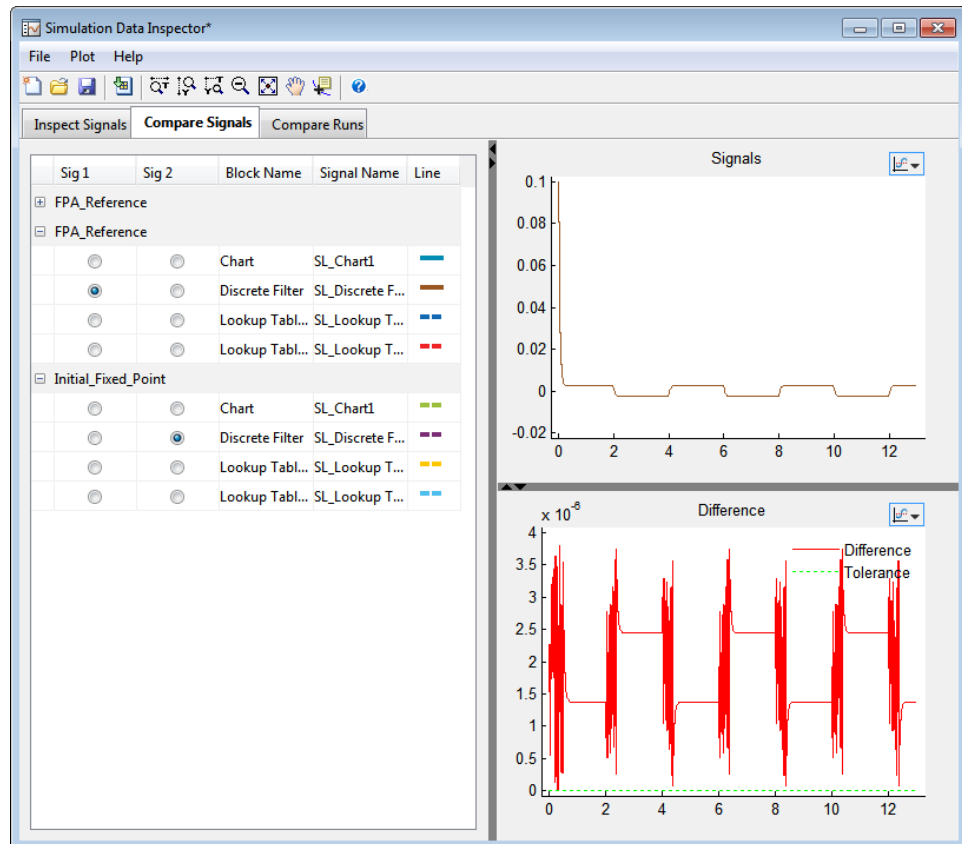 Simulation Data Inspector*
File Plot Help
Inspect Signals Compare Signals Compare Runs
Sig 1 Sig 2 Block Name Signal Name Line
FPA_Reference
FPA_Reference
Chart SL_Chart1
Discrete Filter SL_Discrete F...
Lookup Tabl... SL_Lookup T...
Lookup Tabl... SL_Lookup T...
Initial_Fixed_Point
Chart SL_Chart1
Discrete Filter SL_Discrete F...
Lookup Tabl... SL_Lookup T...
Lookup Tabl... SL_Lookup T...
Signals
0.1
0.08
0.06
0.04
0.02
0
-0.02
0 2 4 6 8 10 12
Difference
x 10⁻⁶
4
3.5
3
2.5
2
1.5
1
0.5
0
0 2 4 6 8 10 12
Difference
Tolerance